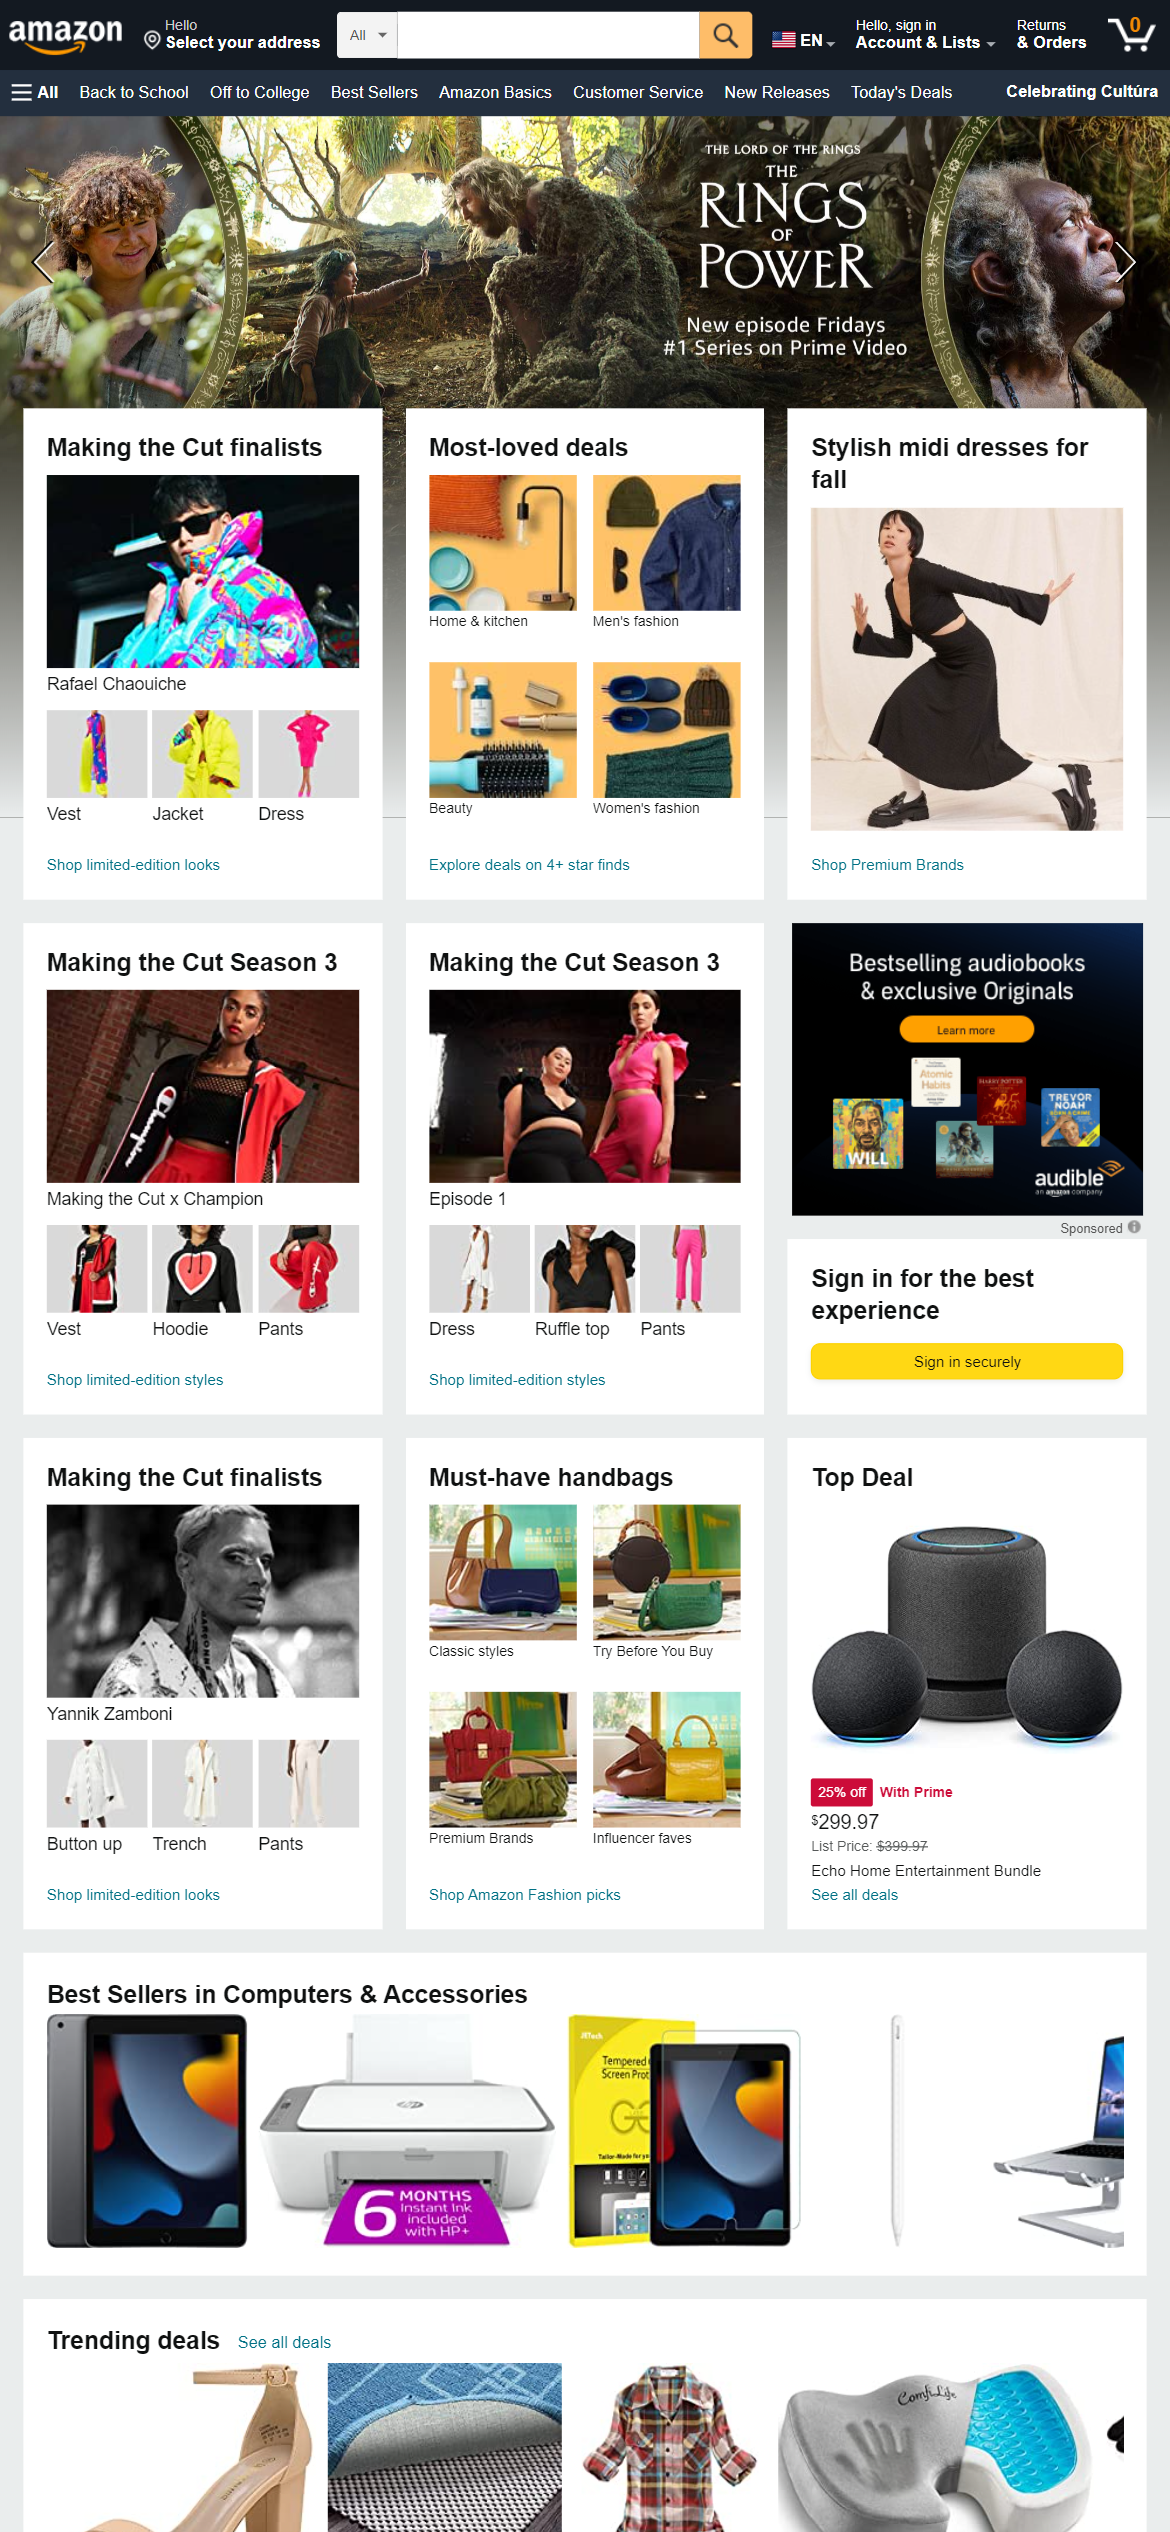 amazon
Hello
Select your address
All
EN
Hello, sign in
Account & Lists
Returns
& Orders
0
All
Back to School
Off to College
Best Sellers
Amazon Basics
Customer Service
New Releases
Today's Deals
Celebrating Cultúra
THE LORD OF THE RINGS
THE
RINGS
OF
POWER
New episode Fridays
#1 Series on Prime Video
Making the Cut finalists
Rafael Chaouiche
Vest
Jacket
Dress
Shop limited-edition looks
Most-loved deals
Home & kitchen
Men's fashion
Beauty
Women's fashion
Explore deals on 4+ star finds
Stylish midi dresses for
fall
Shop Premium Brands
Making the Cut Season 3
Champion
Making the Cut x Champion
Vest
Hoodie
Pants
Shop limited-edition styles
Making the Cut Season 3
Episode 1
Dress
Ruffle top
Pants
Shop limited-edition styles
Bestselling audiobooks
& exclusive Originals
Learn more
Atomic
Habits
HARRY POTTER
TREVOR
NOAH
WILL
audible
an amazon company
Sponsored
Sign in for the best
experience
Sign in securely
Making the Cut finalists
Yannik Zamboni
Button up
Trench
Pants
Shop limited-edition looks
Must-have handbags
Classic styles
Try Before You Buy
Premium Brands
Influencer faves
Shop Amazon Fashion picks
Top Deal
25% off
With Prime
$299.97
List Price: $399.97
Echo Home Entertainment Bundle
See all deals
Best Sellers in Computers & Accessories
hp
6 MONTHS
Instant Ink
included
with HP+
JETech
Tempered
Screen Prot
Tailor-Made for yo
Trending deals
See all deals
ComfiLife